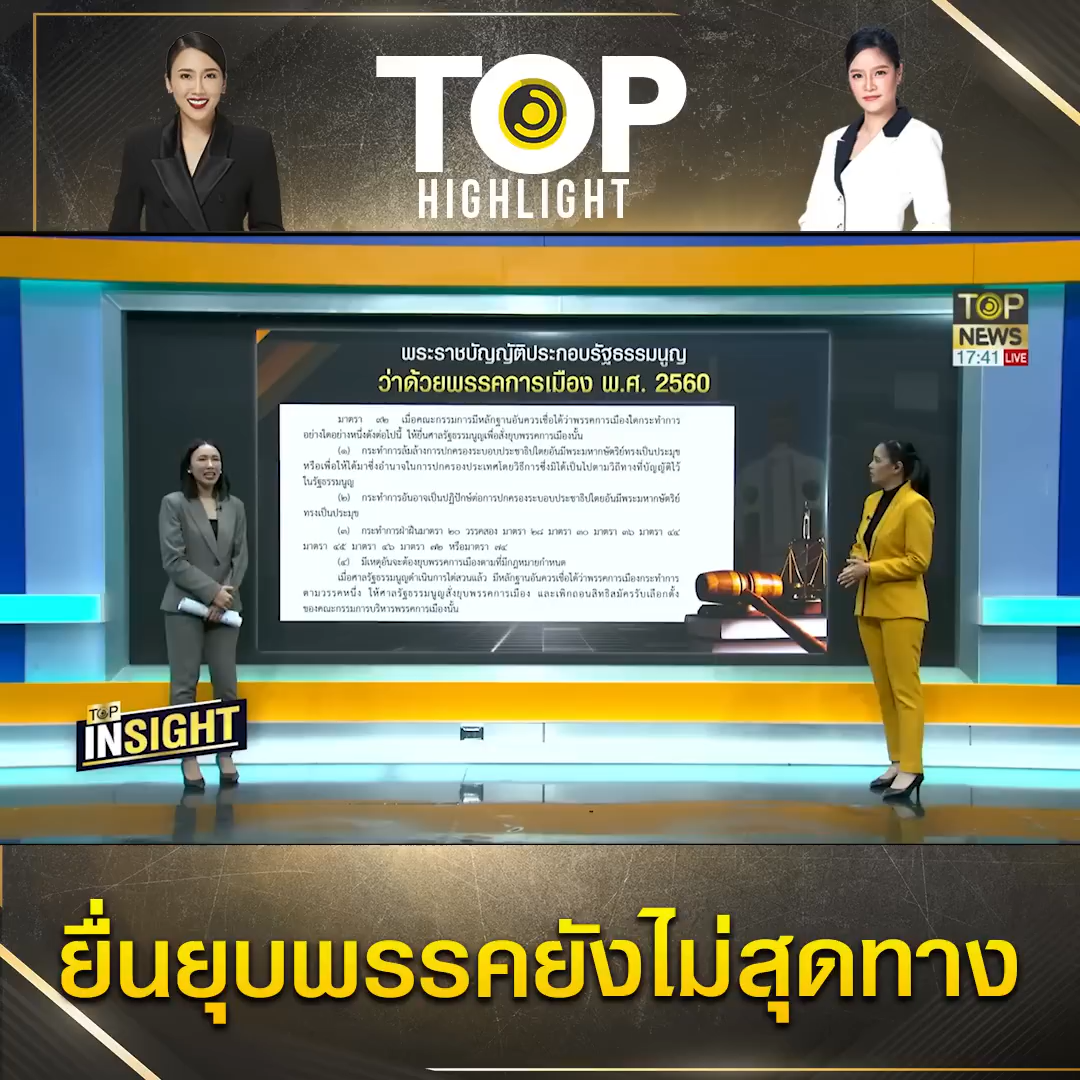 TOP
HIGHLIGHT
TOP
NEWS
17:41 LIVE
พระราชบัญญัติประกอบรัฐธรรมนูญ
ว่าด้วยพรรคการเมือง พ.ศ. 2560
มาตรา ๙๒ เมื่อคณะกรรมการมีหลักฐานอันควรเชื่อได้ว่าพรรคการเมืองใดกระทำการ
อย่างใดอย่างหนึ่งดังต่อไปนี้ ให้ยื่นศาลรัฐธรรมนูญเพื่อสั่งยุบพรรคการเมืองนั้น
(๑) กระทำการล้มล้างการปกครองระบอบประชาธิปไตยอันมีพระมหากษัตริย์ทรงเป็นประมุข
หรือเพื่อให้ได้มาซึ่งอำนาจในการปกครองประเทศโดยวิธีการซึ่งมิได้เป็นไปตามวิถีทางที่บัญญัติไว้
ในรัฐธรรมนูญ
(๒) กระทำการอันอาจเป็นปฏิปักษ์ต่อการปกครองระบอบประชาธิปไตยอันมีพระมหากษัตริย์
ทรงเป็นประมุข
(๓) กระทำการฝ่าฝืนมาตรา ๒๐ วรรคสอง มาตรา ๒๘ มาตรา ๓๐ มาตรา ๓๖ มาตรา ๔๔
มาตรา ๔๕ มาตรา ๔๖ มาตรา ๗๒ หรือมาตรา ๗๔
(๔) มีเหตุอันจะต้องยุบพรรคการเมืองตามที่มีกฎหมายกำหนด
เมื่อศาลรัฐธรรมนูญดำเนินการไต่สวนแล้ว มีหลักฐานอันควรเชื่อได้ว่าพรรคการเมืองกระทำการ
ตามวรรคหนึ่ง ให้ศาลรัฐธรรมนูญสั่งยุบพรรคการเมือง และเพิกถอนสิทธิสมัครรับเลือกตั้ง
ของคณะกรรมการบริหารพรรคการเมืองนั้น
TOP
INSIGHT
ยื่นยุบพรรคยังไม่สุดทาง